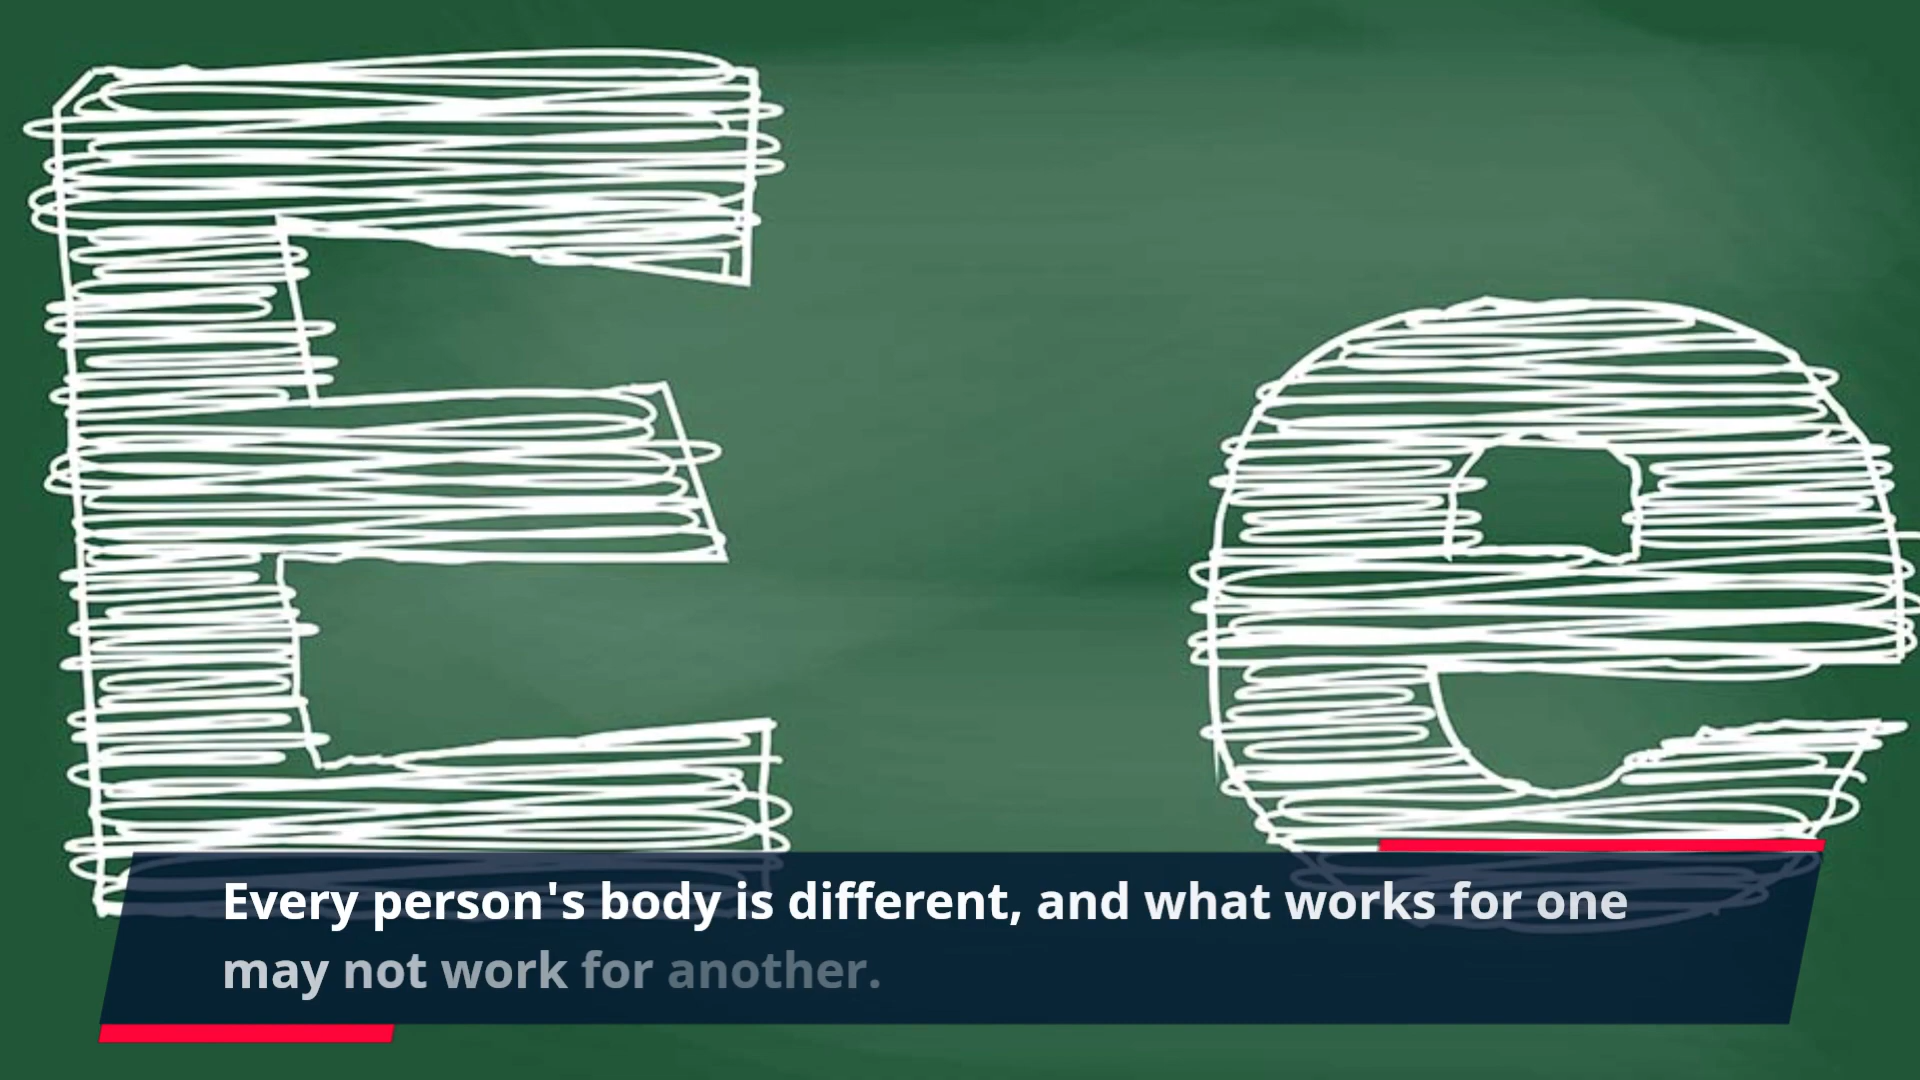 E e
Every person's body is different, and what works for one
may not work for another.